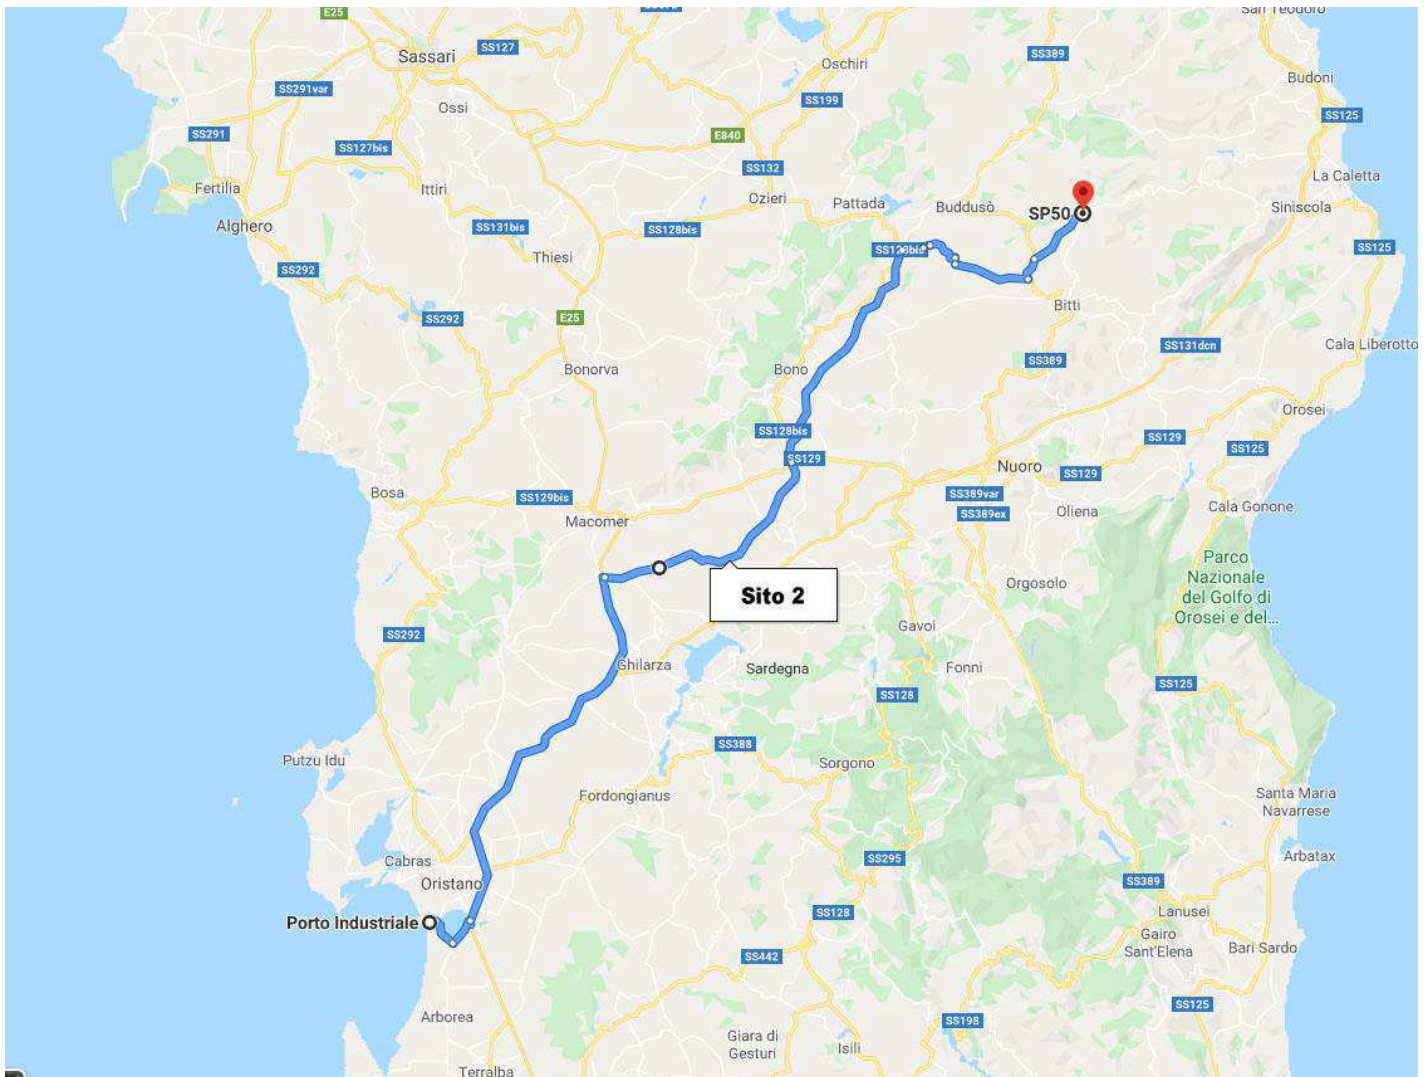 E25
San Teodoro
Sassari
SS127
SS389
Oschiri
Budoni
SS291var
SS199
Ossi
SS125
SS291
E840
SS127bis
SS132
La Caletta
Fertilia
Ittiri
Ozieri
Pattada
Buddusò
SP50
Siniscola
Alghero
SS131bis
SS128bis
SS128bis
SS125
Thiesi
SS292
Bitti
SS292
E25
SS131dcn
Cala Liberotto
SS389
Bonorva
Bono
Orosei
SS128bis
SS129
SS125
SS129
Nuoro
SS129
Bosa
SS129bis
SS389var
Cala Gonone
Macomer
SS389ex
Oliena
Parco
Nazionale
del Golfo di
Orosei e del...
Orgosolo
Sito 2
SS292
Gavoi
Ghilarza
Sardegna
Fonni
SS128
SS125
SS388
Putzu Idu
Sorgono
Fordongianus
Santa Maria
Navarrese
Cabras
SS295
Arbatax
Oristano
SS389
Porto Industriale
SS128
Lanusei
Gairo
Sant'Elena
Bari Sardo
SS442
SS125
Arborea
SS198
Giara di
Gesturi
Isili
Terralba